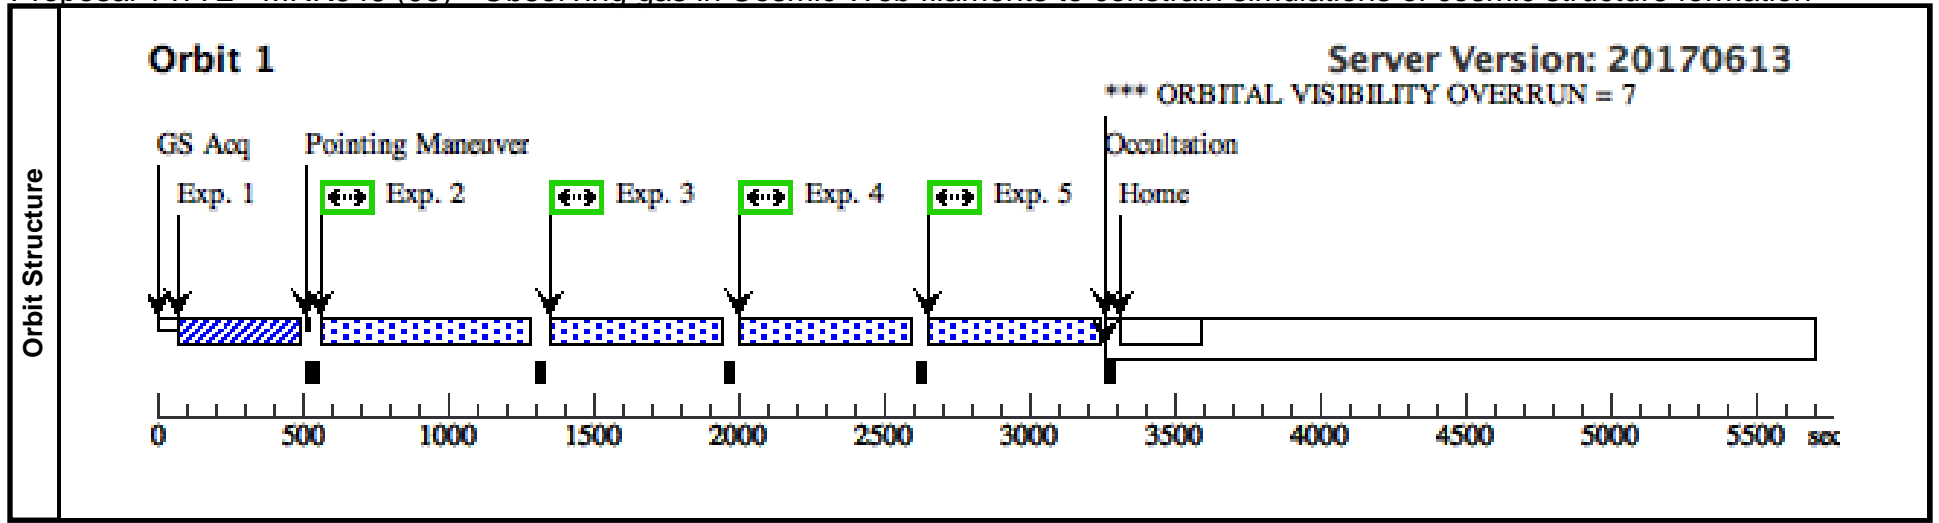 Orbit 1
Server Version: 20170613
*** ORBITAL VISIBILITY OVERRUN = 7
GS Acq Pointing Maneuver Occultation
Exp. 1 Exp. 2 Exp. 3 Exp. 4 Exp. 5 Home
Orbit Structure
0 500 1000 1500 2000 2500 3000 3500 4000 4500 5000 5500 sec